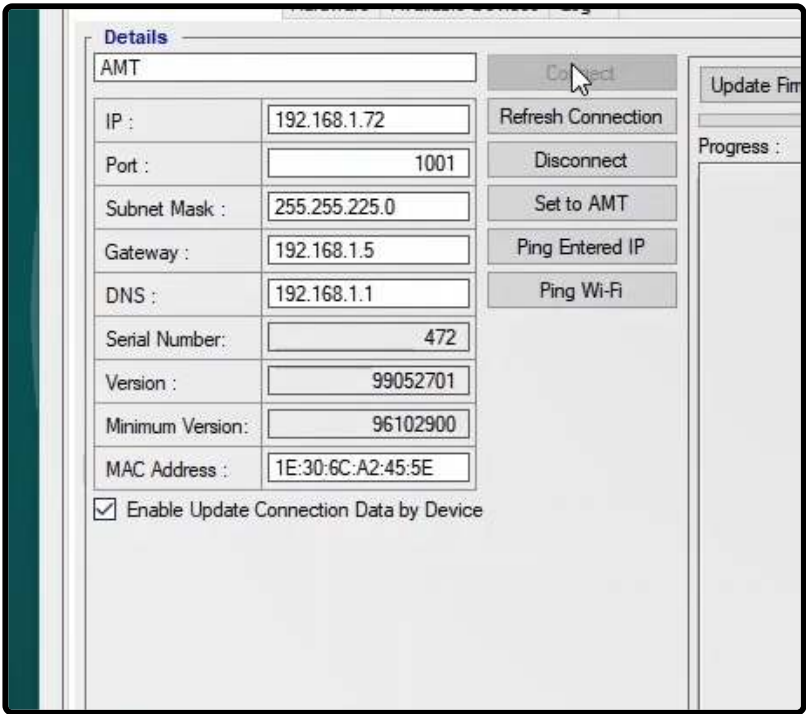 Details
AMT
Connect
IP : 192.168.1.72
Refresh Connection
Port : 1001
Disconnect
Subnet Mask : 255.255.225.0
Set to AMT
Gateway : 192.168.1.5
Ping Entered IP
DNS : 192.168.1.1
Ping Wi-Fi
Serial Number: 472
Version : 99052701
Minimum Version: 96102900
MAC Address : 1E:30:6C:A2:45:5E
Enable Update Connection Data by Device
Update Firm
Progress :